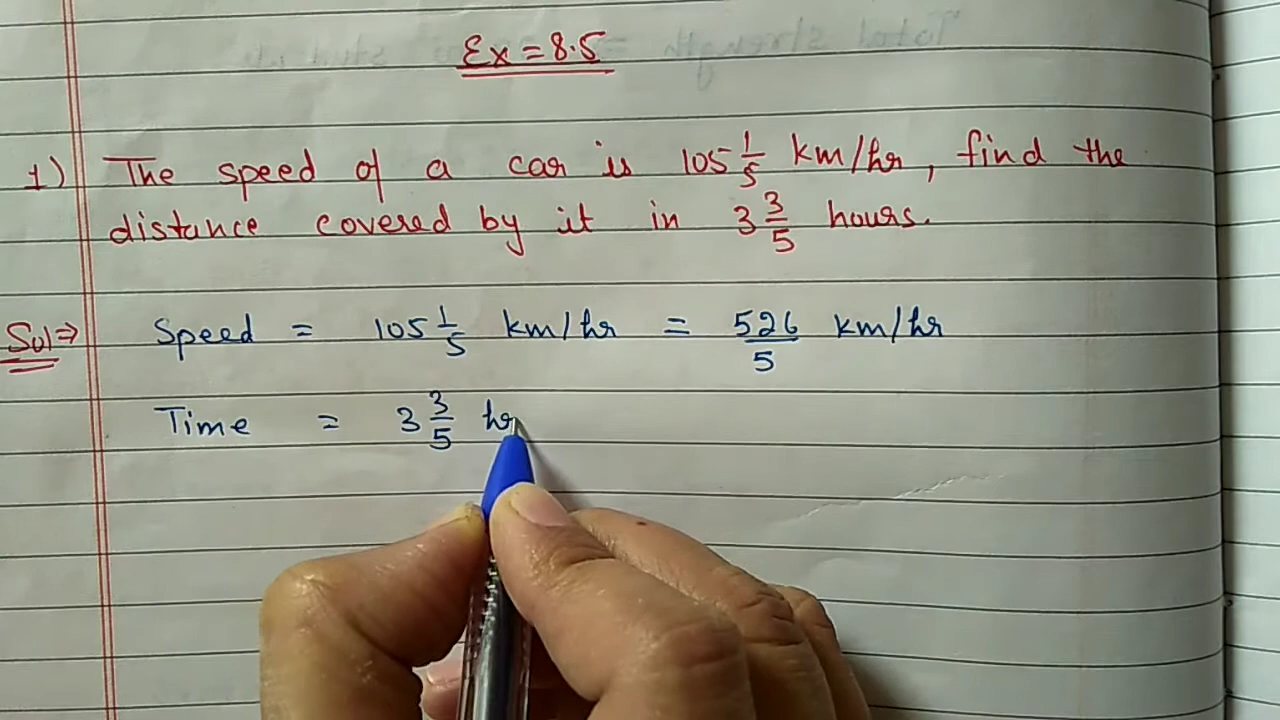 Ex = 8.5
1) The speed of a car is 105 1/5 km/hr, find the
distance covered by it in 3 3/5 hours.
Sol⇒ Speed = 105 1/5 km/hr = 526/5 km/hr
Time = 3 3/5 hr